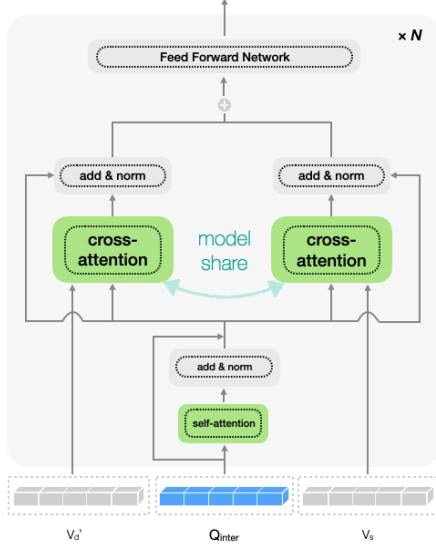 × N
Feed Forward Network
+
add & norm
add & norm
cross-
attention
model
share
cross-
attention
add & norm
self-attention
Vd'
Qinter
Vs